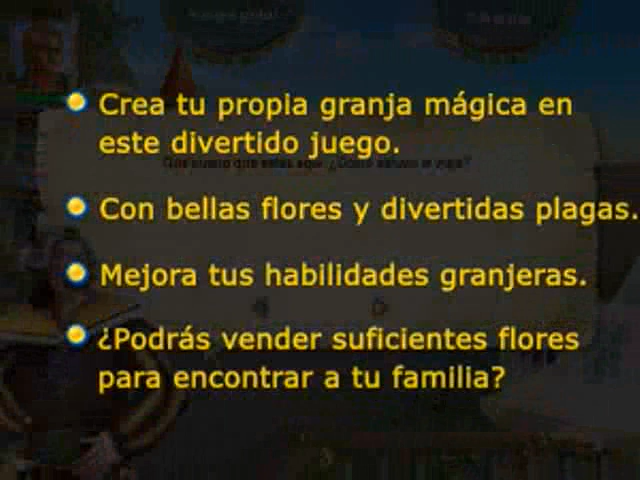 Crea tu propia granja mágica en
este divertido juego.
Con bellas flores y divertidas plagas.
Mejora tus habilidades granjeras.
¿Podrás vender suficientes flores
para encontrar a tu familia?